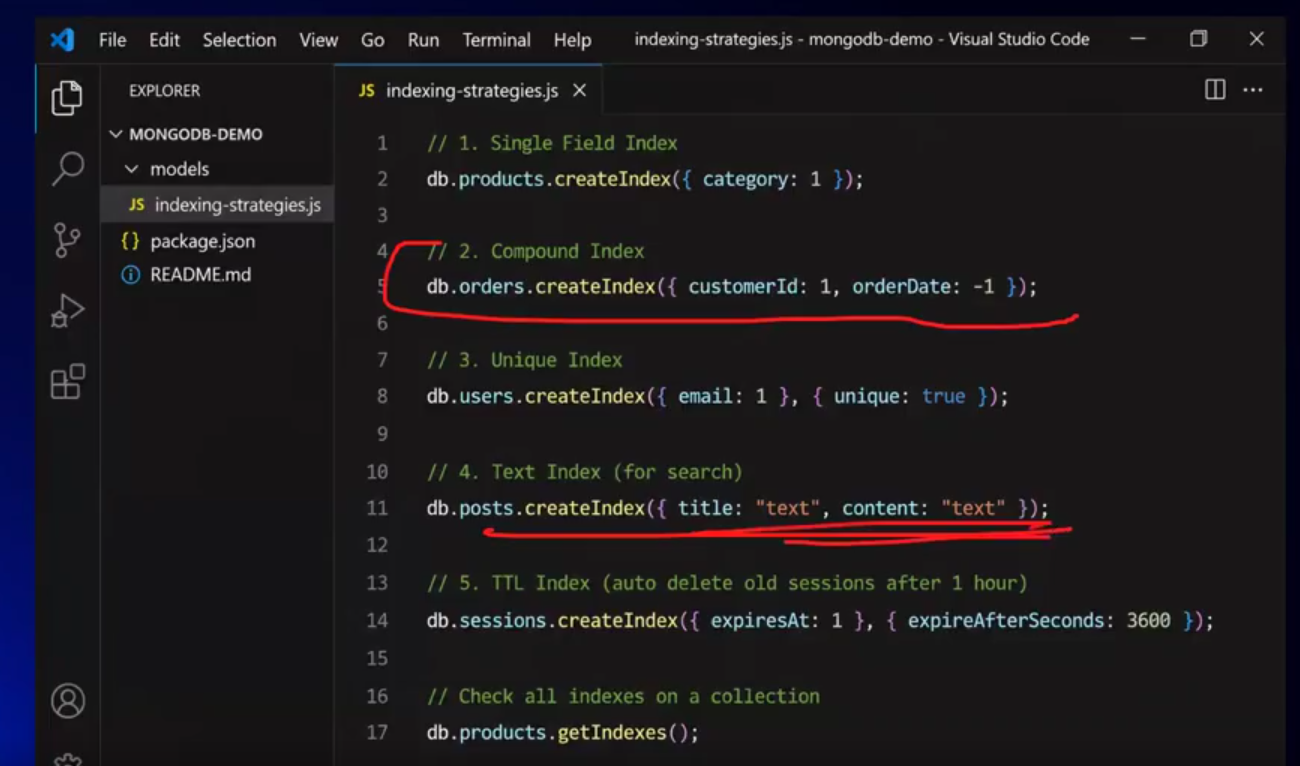 File Edit Selection View Go Run Terminal Help indexing-strategies.js - mongodb-demo - Visual Studio Code
EXPLORER
MONGODB-DEMO
models
JS indexing-strategies.js
{} package.json
README.md
JS indexing-strategies.js
1 // 1. Single Field Index
2 db.products.createIndex({ category: 1 });
3
4 // 2. Compound Index
5 db.orders.createIndex({ customerId: 1, orderDate: -1 });
6
7 // 3. Unique Index
8 db.users.createIndex({ email: 1 }, { unique: true });
9
10 // 4. Text Index (for search)
11 db.posts.createIndex({ title: "text", content: "text" });
12
13 // 5. TTL Index (auto delete old sessions after 1 hour)
14 db.sessions.createIndex({ expiresAt: 1 }, { expireAfterSeconds: 3600 });
15
16 // Check all indexes on a collection
17 db.products.getIndexes();